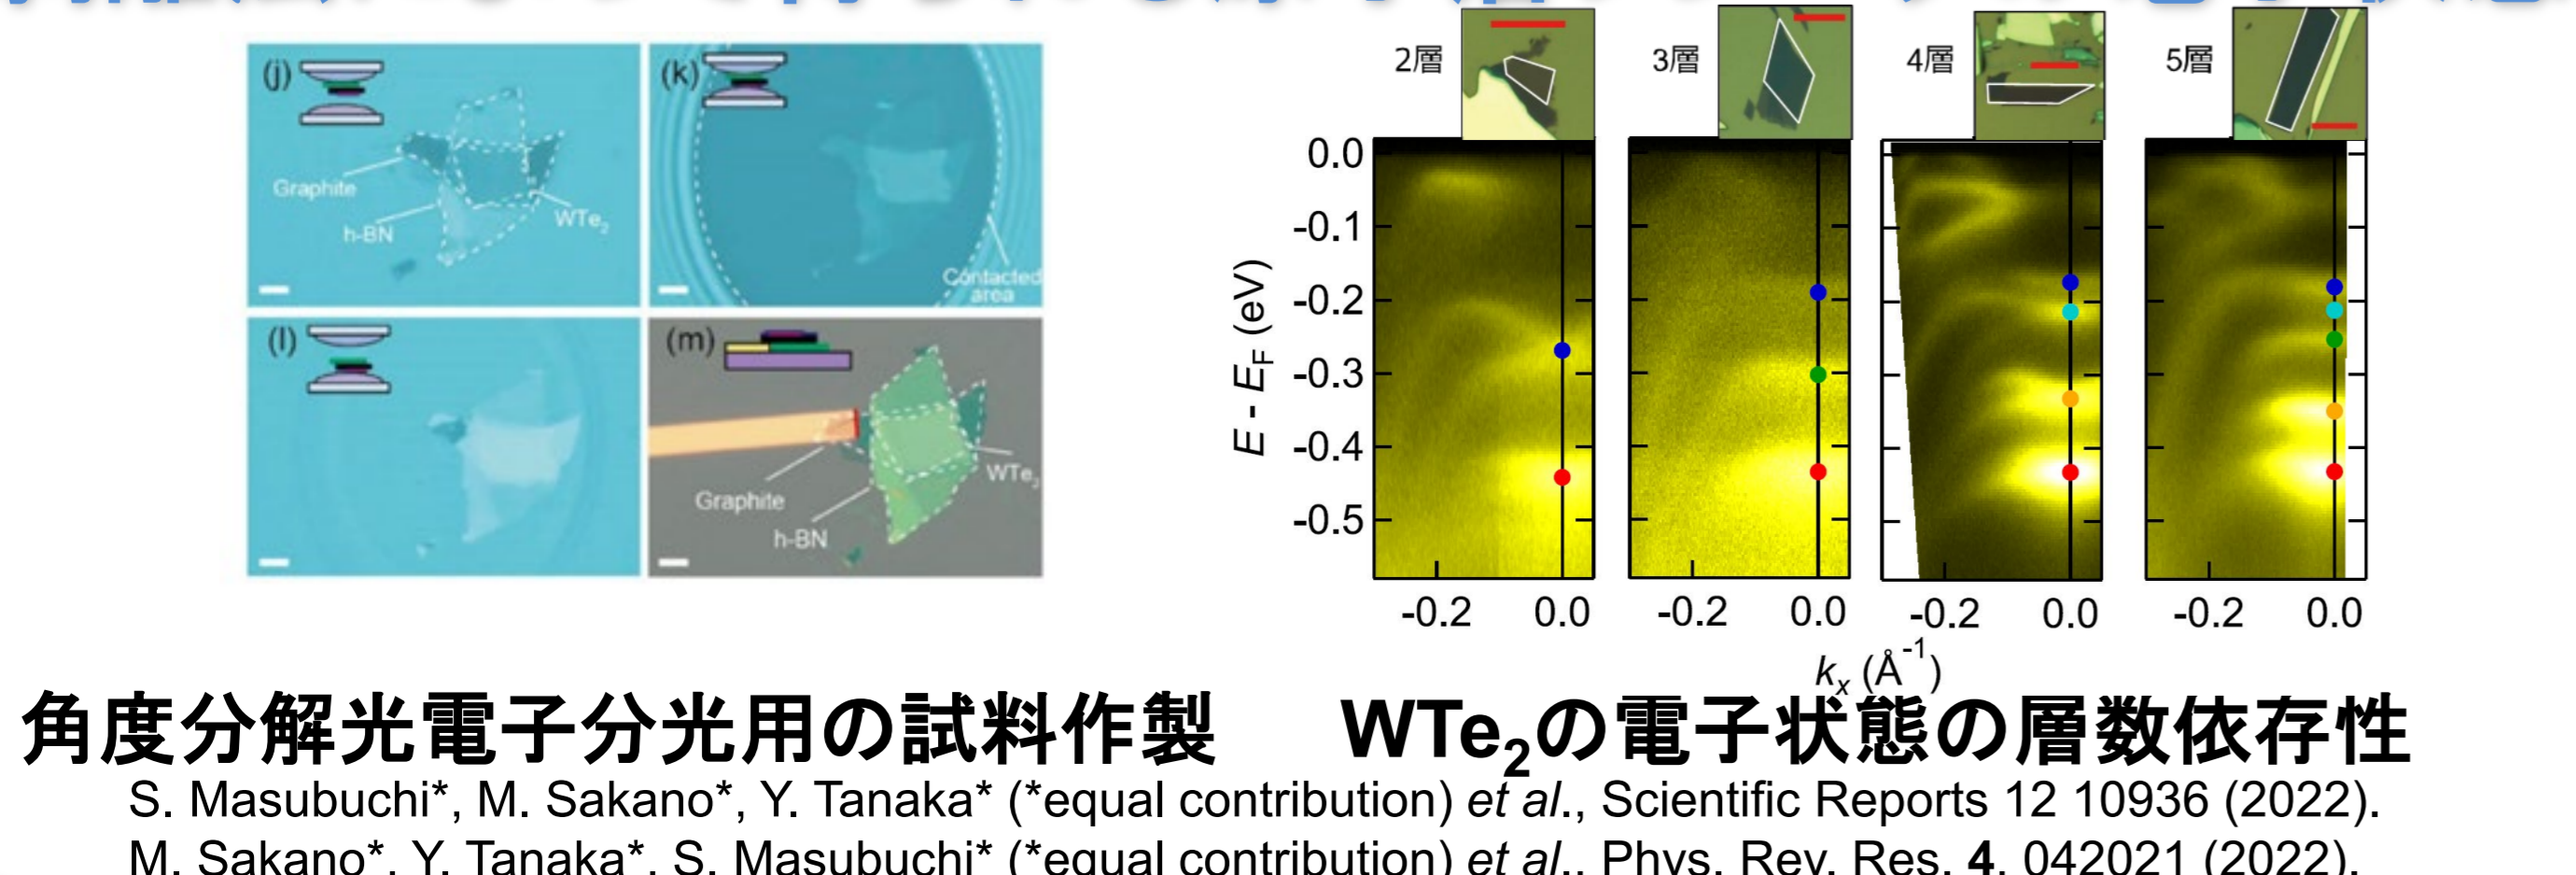 (j)
Graphite
h-BN
WTe2
(k)
Contacted
area
(l)
(m)
Graphite
h-BN
WTe2
2層
3層
4層
5層
0.0
-0.1
-0.2
-0.3
-0.4
-0.5
E - EF (eV)
-0.2 0.0
-0.2 0.0
-0.2 0.0
-0.2 0.0
kx (Å-1)
角度分解光電子分光用の試料作製
WTe2の電子状態の層数依存性
S. Masubuchi*, M. Sakano*, Y. Tanaka* (*equal contribution) et al., Scientific Reports 12 10936 (2022).
M. Sakano*, Y. Tanaka*, S. Masubuchi* (*equal contribution) et al., Phys. Rev. Res. 4, 042021 (2022).